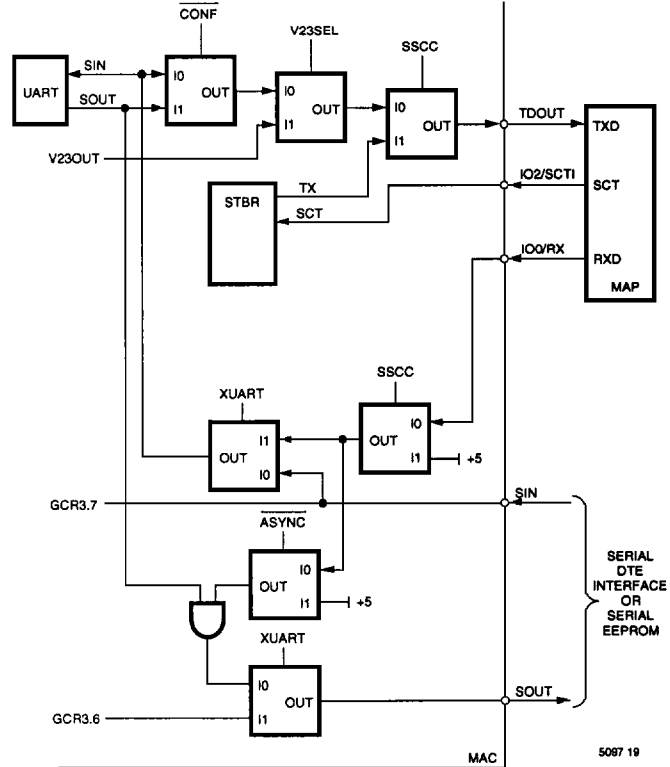 CONF
V23SEL
SSCC
UART
SIN
SOUT
I0
I1
OUT
I0
I1
OUT
I0
I1
OUT
V23OUT
TDOUT
TXD
STBR
TX
SCT
IO2/SCTI
SCT
IO0/RX
RXD
MAP
SSCC
XUART
I0
OUT
I1
+5
I1
OUT
I0
GCR3.7
SIN
ASYNC
I0
OUT
I1
+5
SERIAL
DTE
INTERFACE
OR
SERIAL
EEPROM
XUART
I0
OUT
I1
SOUT
GCR3.6
MAC
5097 19